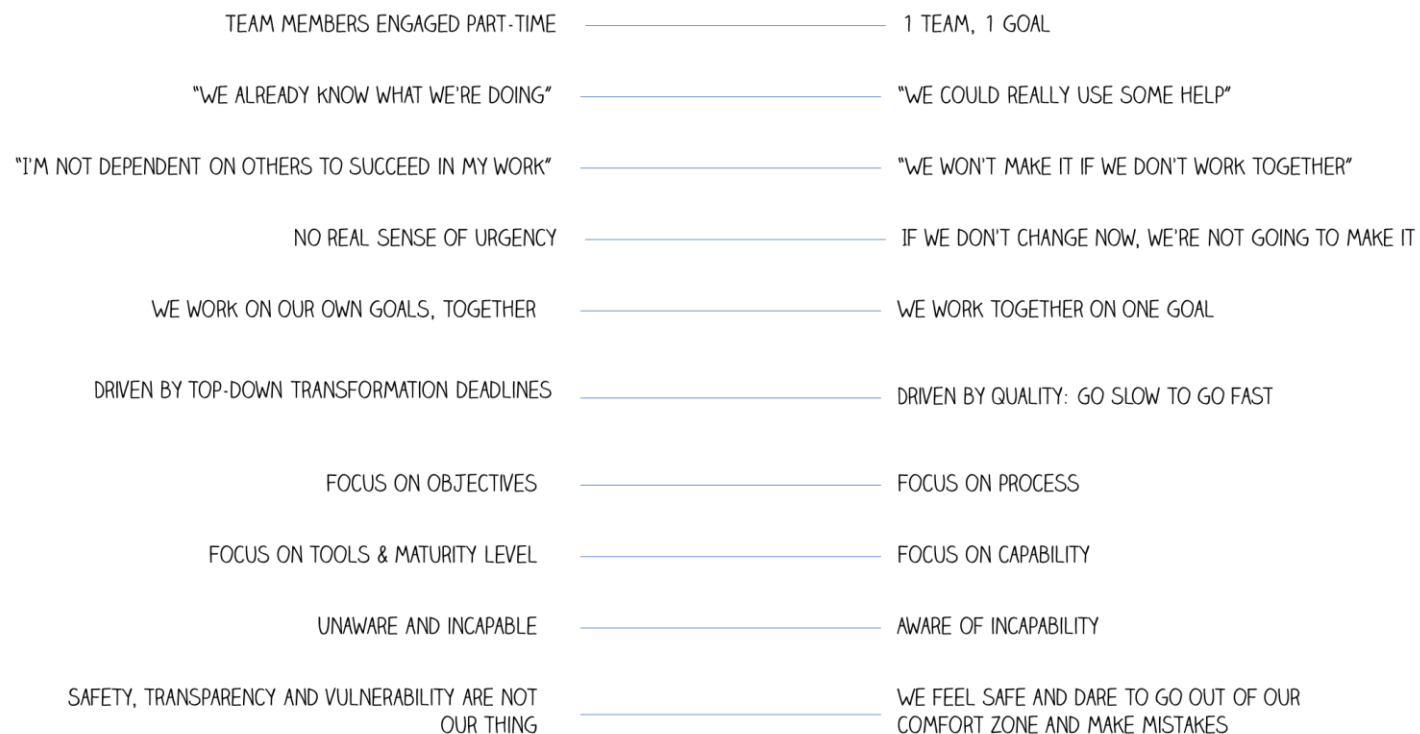 TEAM MEMBERS ENGAGED PART-TIME
1 TEAM, 1 GOAL
"WE ALREADY KNOW WHAT WE'RE DOING"
"WE COULD REALLY USE SOME HELP"
"I'M NOT DEPENDENT ON OTHERS TO SUCCEED IN MY WORK"
"WE WON'T MAKE IT IF WE DON'T WORK TOGETHER"
NO REAL SENSE OF URGENCY
IF WE DON'T CHANGE NOW, WE'RE NOT GOING TO MAKE IT
WE WORK ON OUR OWN GOALS, TOGETHER
WE WORK TOGETHER ON ONE GOAL
DRIVEN BY TOP-DOWN TRANSFORMATION DEADLINES
DRIVEN BY QUALITY: GO SLOW TO GO FAST
FOCUS ON OBJECTIVES
FOCUS ON PROCESS
FOCUS ON TOOLS & MATURITY LEVEL
FOCUS ON CAPABILITY
UNAWARE AND INCAPABLE
AWARE OF INCAPABILITY
SAFETY, TRANSPARENCY AND VULNERABILITY ARE NOT
OUR THING
WE FEEL SAFE AND DARE TO GO OUT OF OUR
COMFORT ZONE AND MAKE MISTAKES